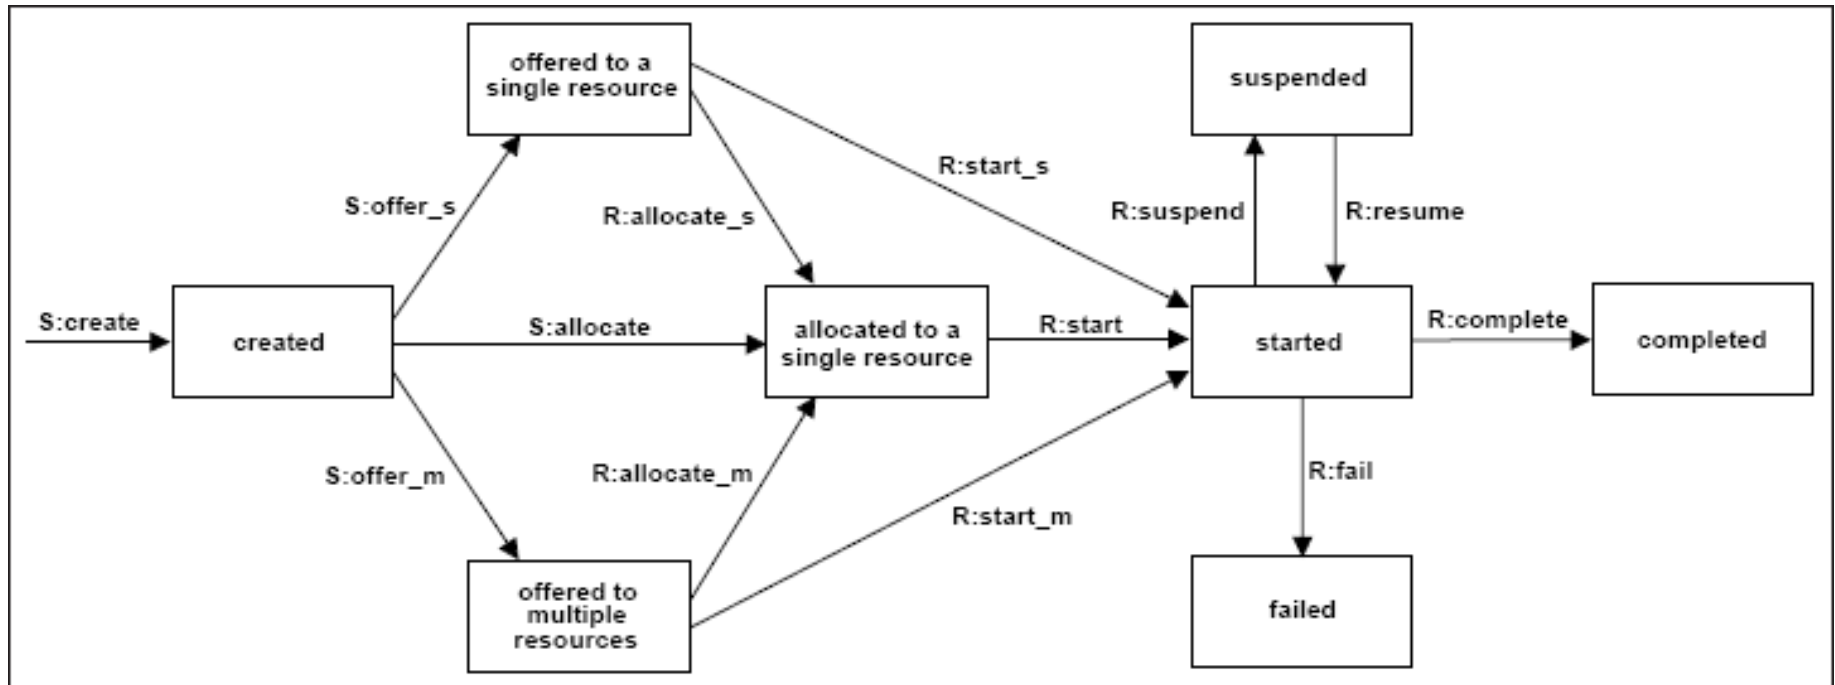 offered to a
single resource
suspended
R:start_s
S:offer_s
R:allocate_s
R:suspend
R:resume
S:create
created
S:allocate
allocated to a
single resource
R:start
started
R:complete
completed
S:offer_m
R:allocate_m
R:start_m
R:fail
offered to
multiple
resources
failed